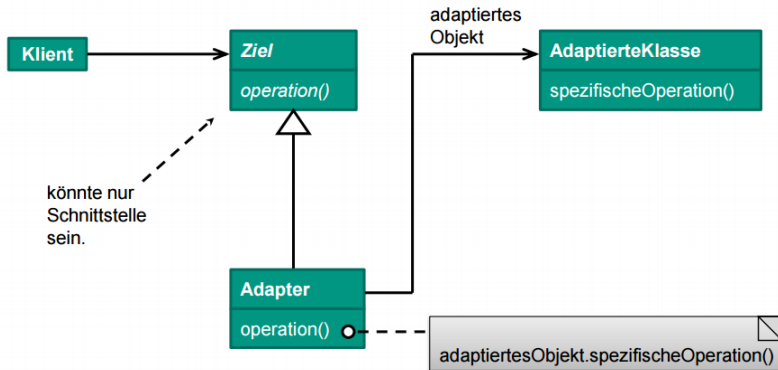 Klient
Ziel
operation()
adaptiertes
Objekt
AdaptierteKlasse
spezifischeOperation()
könnte nur
Schnittstelle
sein.
Adapter
operation()
adaptiertesObjekt.spezifischeOperation()